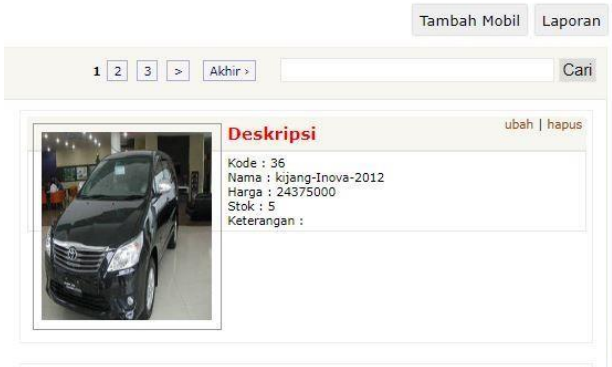 Tambah Mobil Laporan
1 2 3 > Akhir › Cari
Deskripsi ubah | hapus
Kode : 36
Nama : kijang-Inova-2012
Harga : 24375000
Stok : 5
Keterangan :